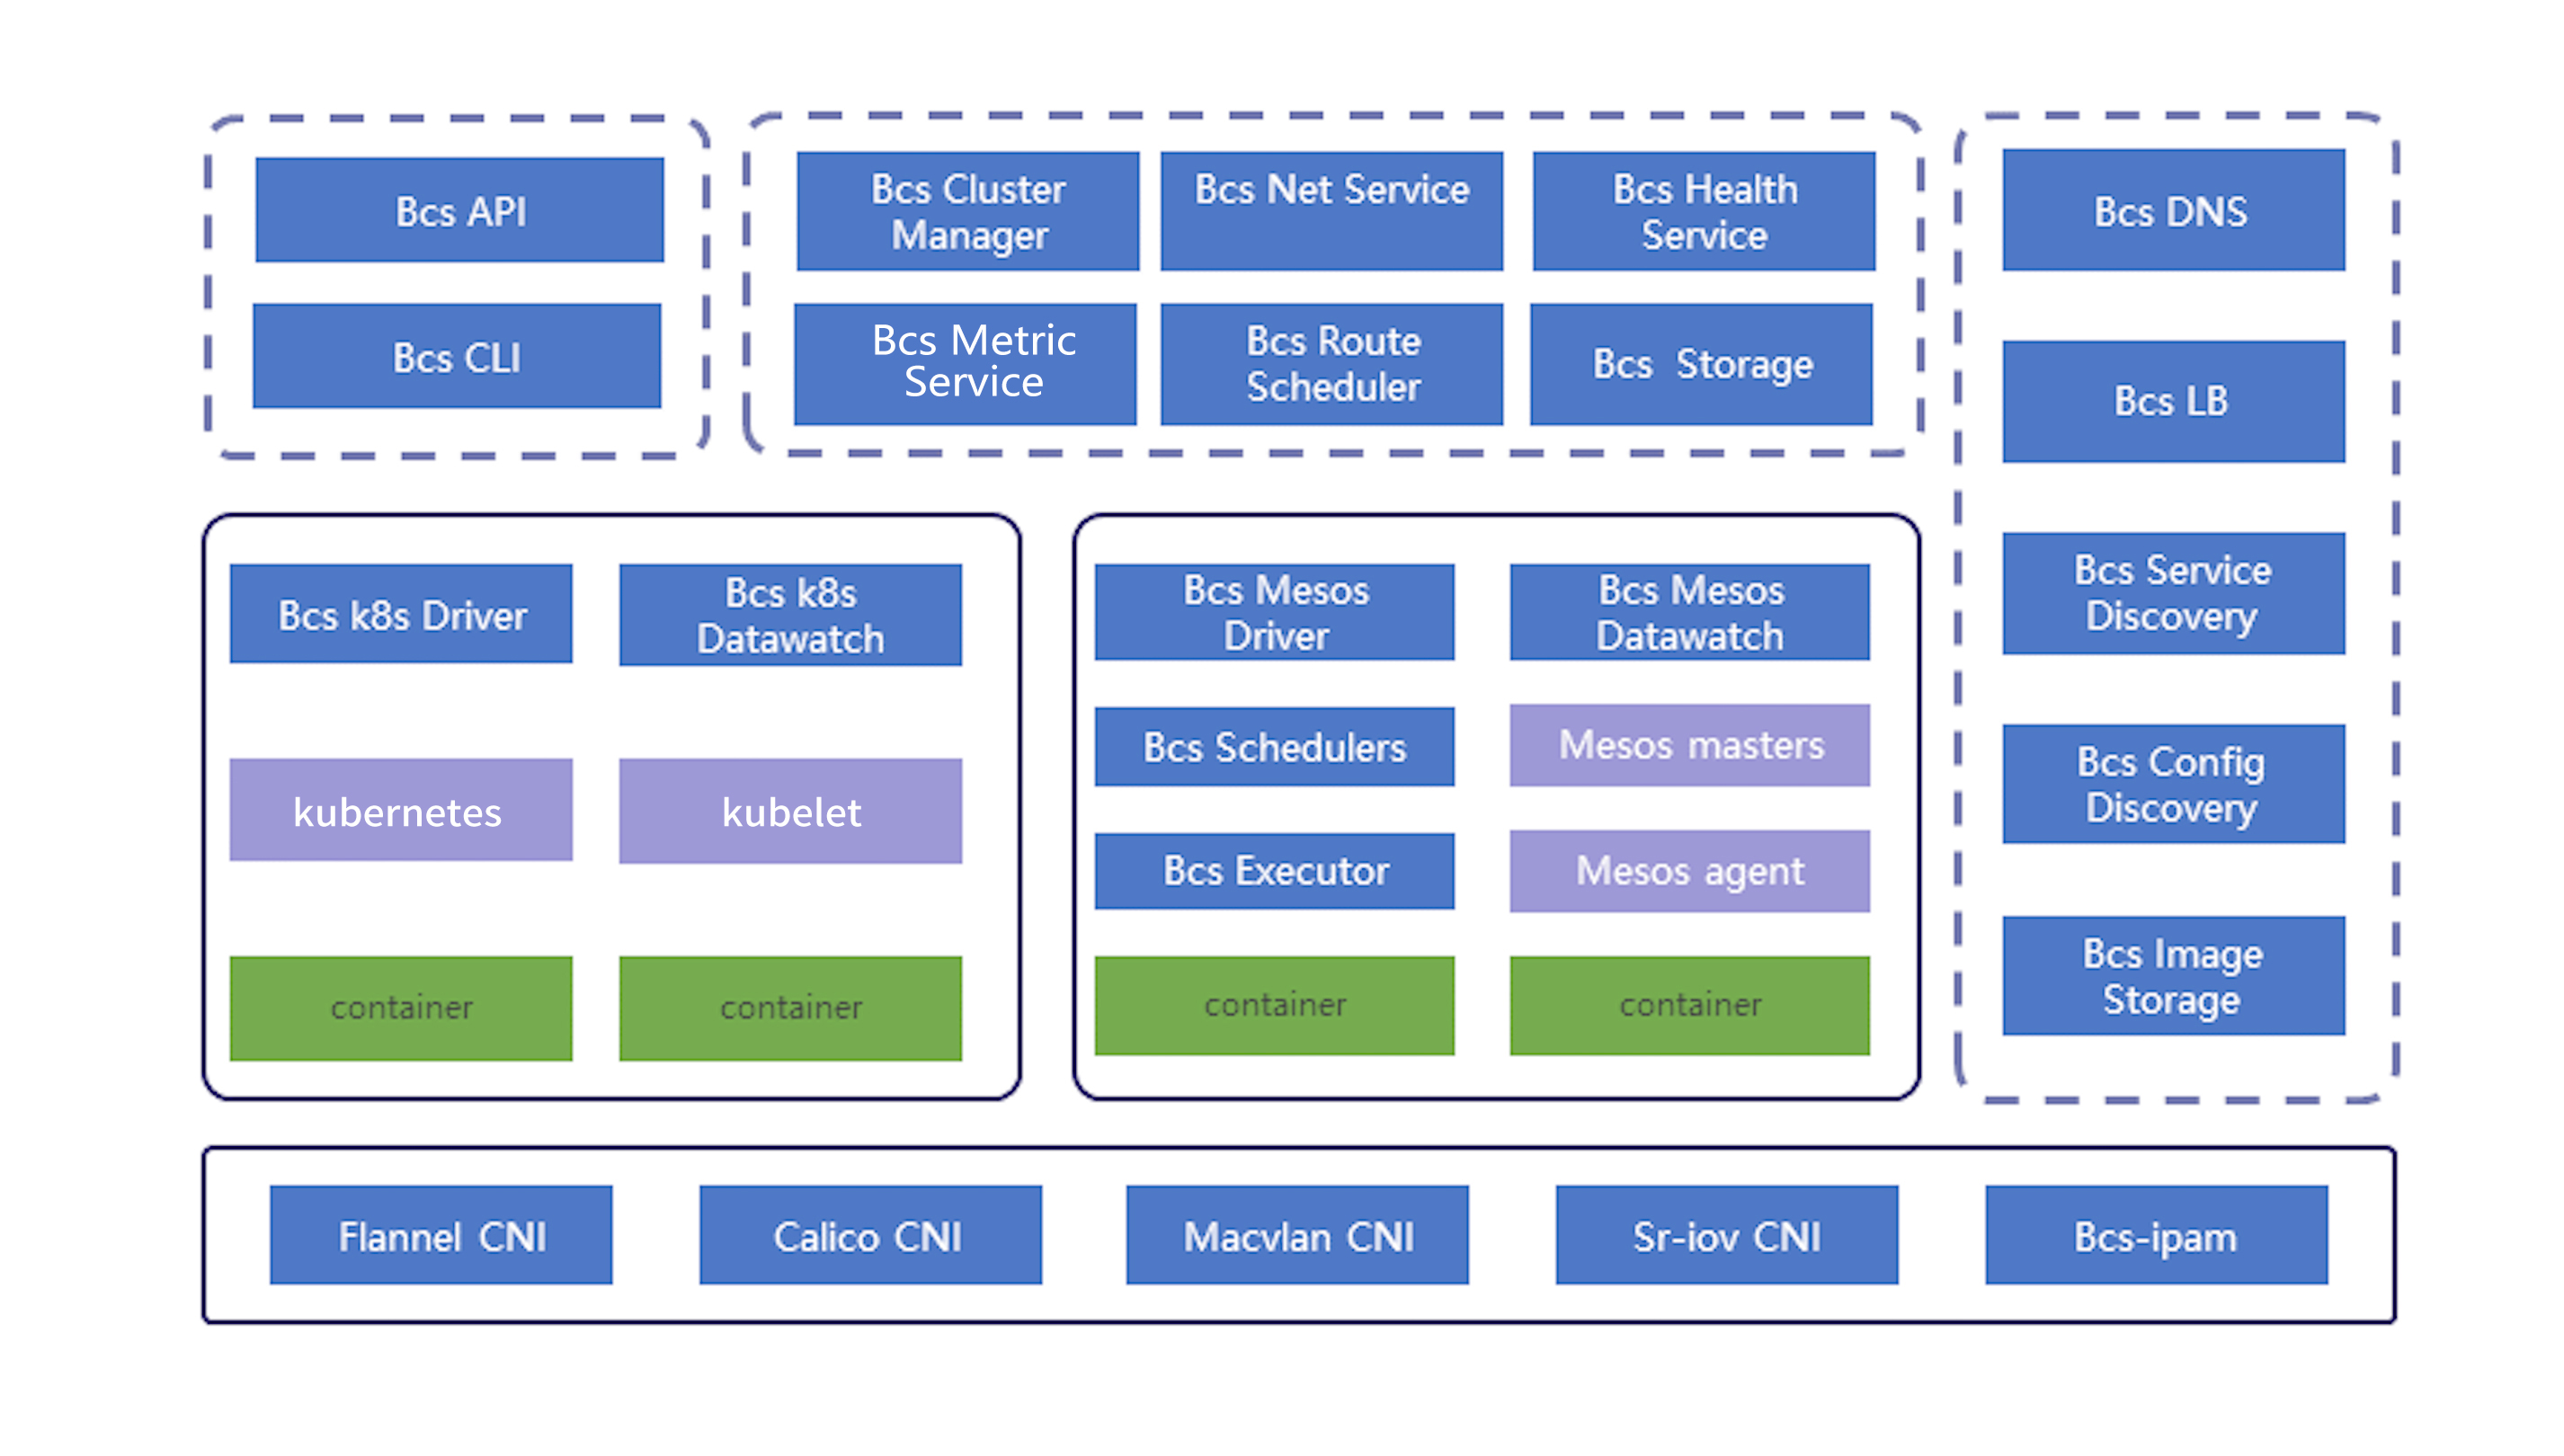 Bcs API
Bcs CLI
Bcs Cluster
Manager
Bcs Net Service
Bcs Health
Service
Bcs Metric
Service
Bcs Route
Scheduler
Bcs Storage
Bcs DNS
Bcs LB
Bcs Service
Discovery
Bcs Config
Discovery
Bcs Image
Storage
Bcs k8s Driver
Bcs k8s
Datawatch
kubernetes
kubelet
container
container
Bcs Mesos
Driver
Bcs Mesos
Datawatch
Bcs Schedulers
Mesos masters
Bcs Executor
Mesos agent
container
container
Flannel CNI
Calico CNI
Macvlan CNI
Sr-iov CNI
Bcs-ipam